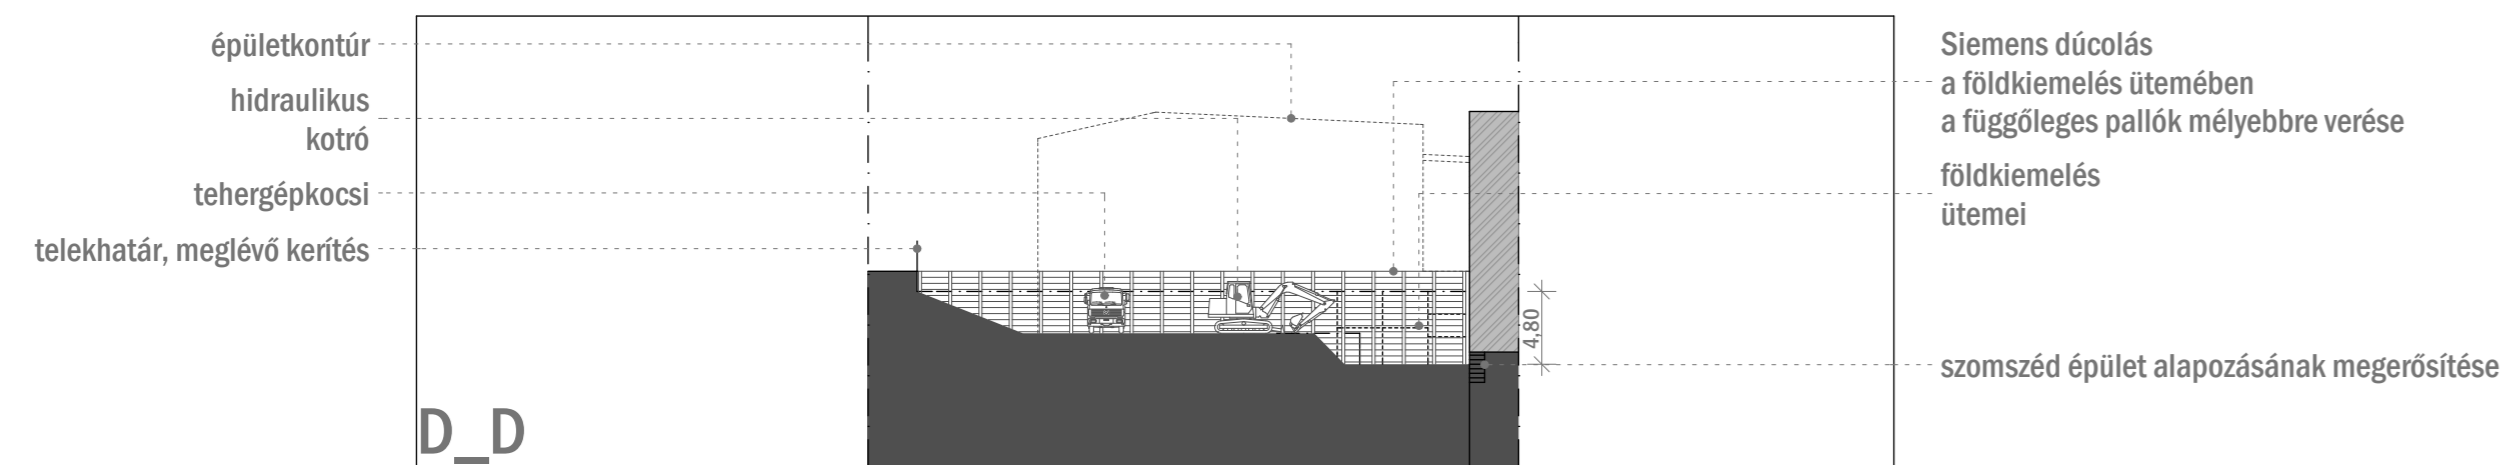 épületkontúr
hidraulikus
kotró
tehergépkocsi
telekhatár, meglévő kerítés
D_D
4,80
Siemens dúcolás
a földkiemelés ütemében
a függőleges pallók mélyebbre verése
földkiemelés
ütemei
szomszéd épület alapozásának megerősítése